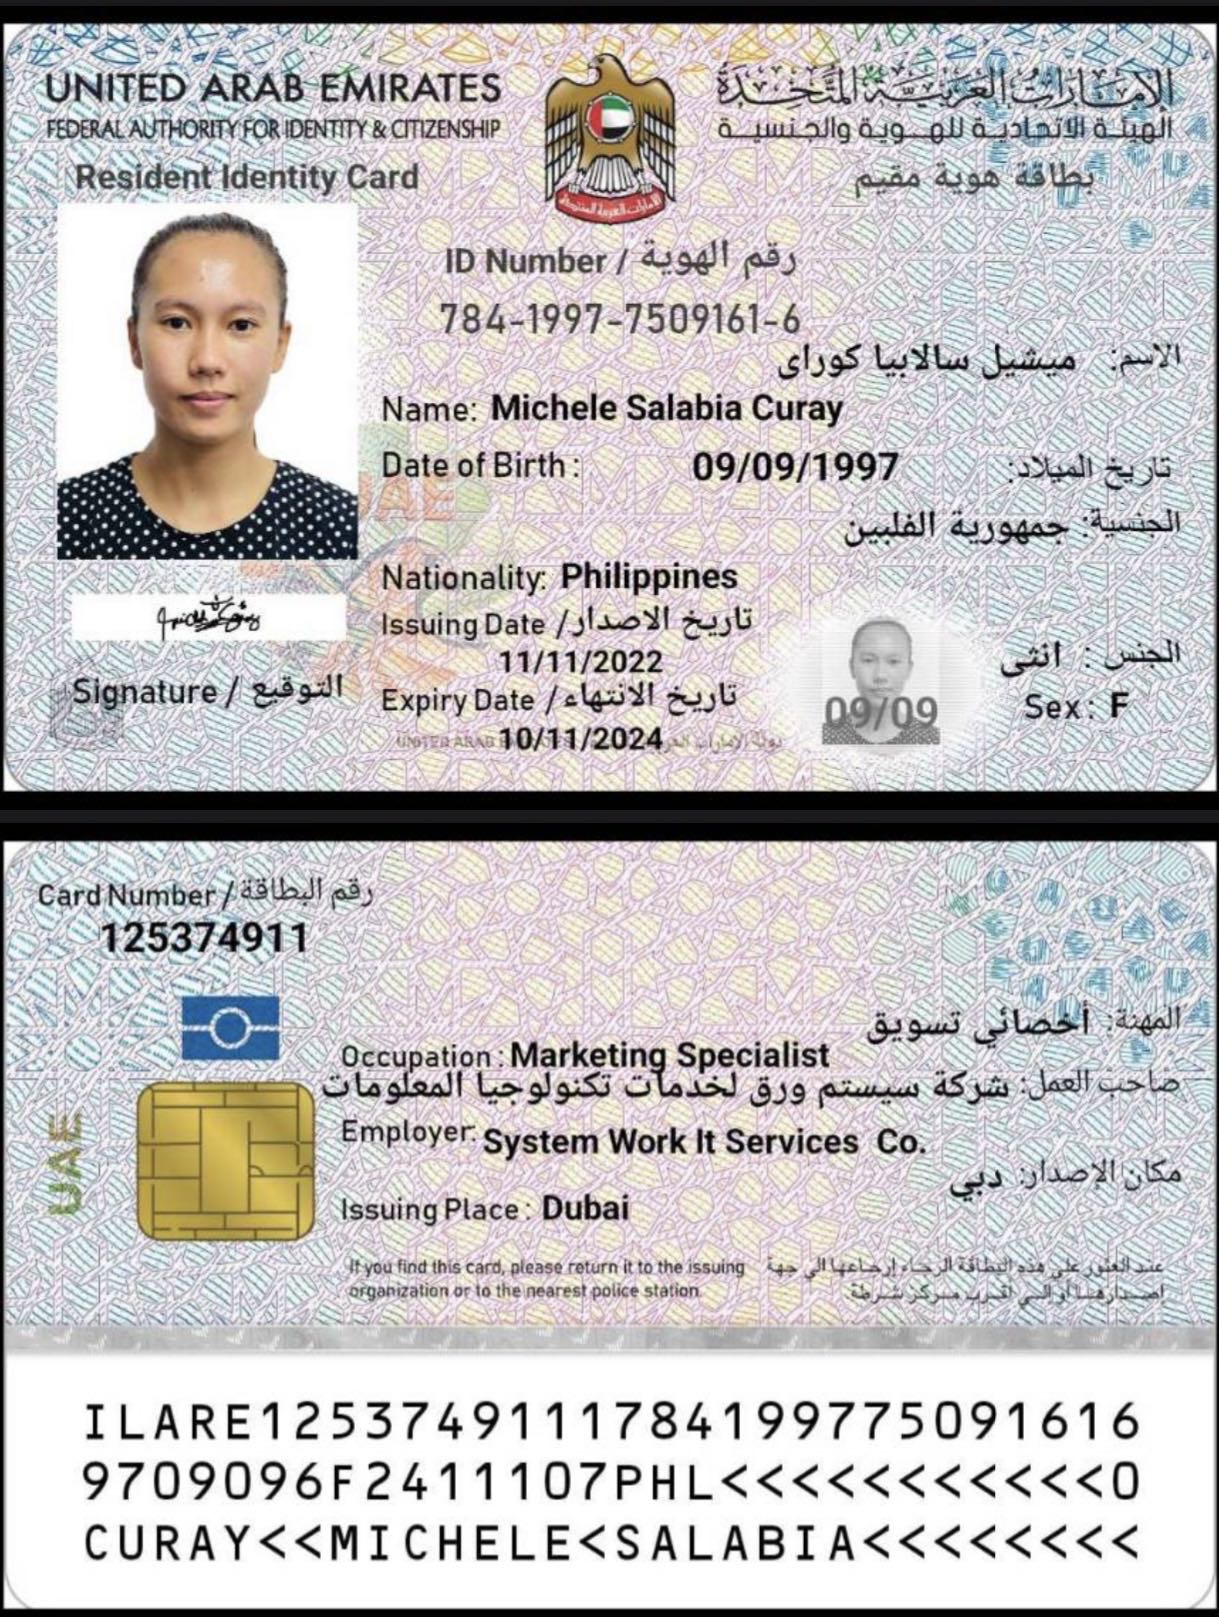 UNITED ARAB EMIRATES
الإمارات العربية المتحدة
FEDERAL AUTHORITY FOR IDENTITY & CITIZENSHIP
الهيئة الاتحادية للهوية والجنسية
Resident Identity Card
بطاقة هوية مقيم
ID Number / رقم الهوية
784-1997-7509161-6
الاسم: ميشيل سالابيا كوراى
Name: Michele Salabia Curay
Date of Birth: 09/09/1997 تاريخ الميلاد:
الجنسية: جمهورية الفلبين
Nationality: Philippines
Issuing Date / تاريخ الاصدار
11/11/2022
الجنس: انثى
Signature / التوقيع
Expiry Date / تاريخ الانتهاء
Sex: F
09/09
10/11/2024
UAE
Card Number / رقم البطاقة
125374911
المهنة: أخصائي تسويق
Occupation: Marketing Specialist
صاحب العمل: شركة سيستم ورق لخدمات تكنولوجيا المعلومات
Employer: System Work It Services Co.
مكان الإصدار: دبي
Issuing Place: Dubai
UAE
If you find this card, please return it to the issuing
organization or to the nearest police station.
عند العثور على هذه البطاقة الرجاء إرجاعها الى جهة
إصدارها أو الى أقرب مركز شرطة
ILARE1253749111784199775091616
9709096F2411107PHL<<<<<<<<<<<0
CURAY<<MICHELE<SALABIA<<<<<<<<